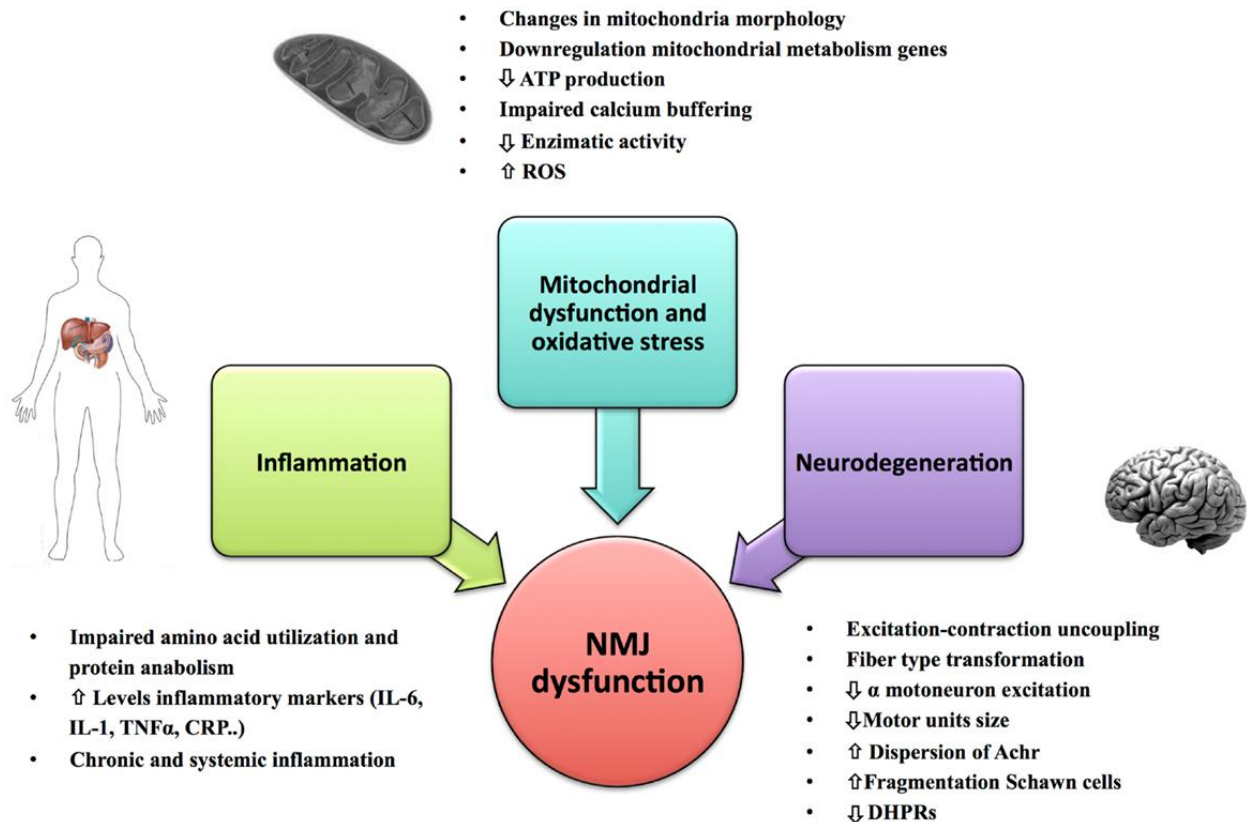 • Changes in mitochondria morphology
• Downregulation mitochondrial metabolism genes
• ⇩ ATP production
• Impaired calcium buffering
• ⇩ Enzimatic activity
• ⇧ ROS
Mitochondrial
dysfunction and
oxidative stress
Inflammation
Neurodegeneration
NMJ
dysfunction
• Impaired amino acid utilization and
protein anabolism
• ⇧ Levels inflammatory markers (IL-6,
IL-1, TNFα, CRP..)
• Chronic and systemic inflammation
• Excitation-contraction uncoupling
• Fiber type transformation
• ⇩ α motoneuron excitation
• ⇩Motor units size
• ⇧ Dispersion of Achr
• ⇧Fragmentation Schawn cells
• ⇩ DHPRs